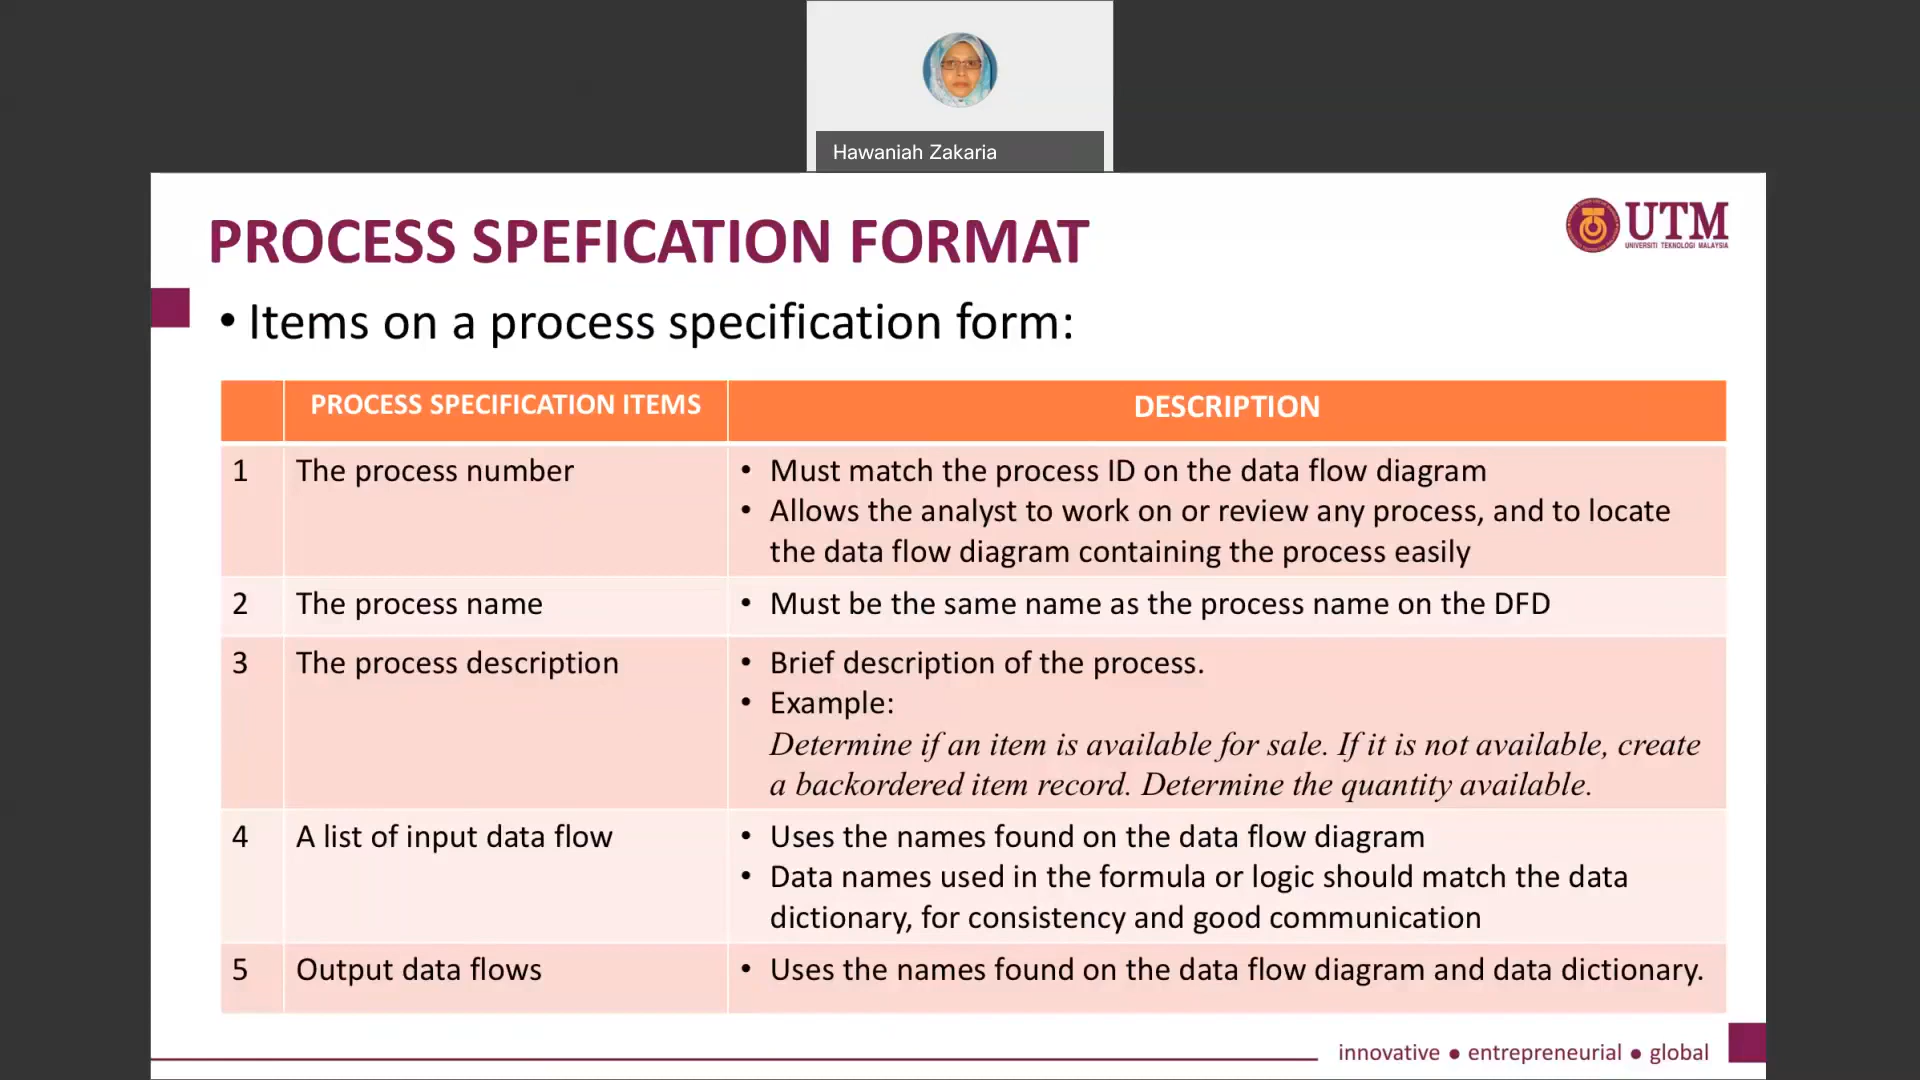 Hawaniah Zakaria
PROCESS SPEFICATION FORMAT
UTM
UNIVERSITI TEKNOLOGI MALAYSIA
• Items on a process specification form:
PROCESS SPECIFICATION ITEMS
DESCRIPTION
1
The process number
• Must match the process ID on the data flow diagram
• Allows the analyst to work on or review any process, and to locate
the data flow diagram containing the process easily
2
The process name
• Must be the same name as the process name on the DFD
3
The process description
• Brief description of the process.
• Example:
Determine if an item is available for sale. If it is not available, create
a backordered item record. Determine the quantity available.
4
A list of input data flow
• Uses the names found on the data flow diagram
• Data names used in the formula or logic should match the data
dictionary, for consistency and good communication
5
Output data flows
• Uses the names found on the data flow diagram and data dictionary.
innovative ● entrepreneurial ● global